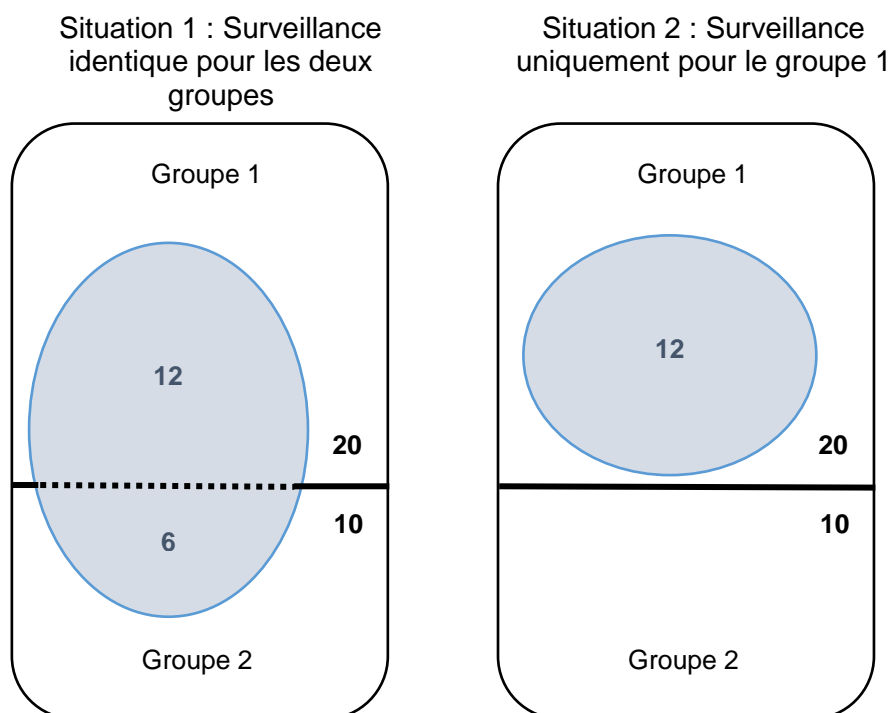 Situation 1 : Surveillance
identique pour les deux
groupes
Groupe 1
12
20
10
6
Groupe 2
Situation 2 : Surveillance
uniquement pour le groupe 1
Groupe 1
12
20
10
Groupe 2